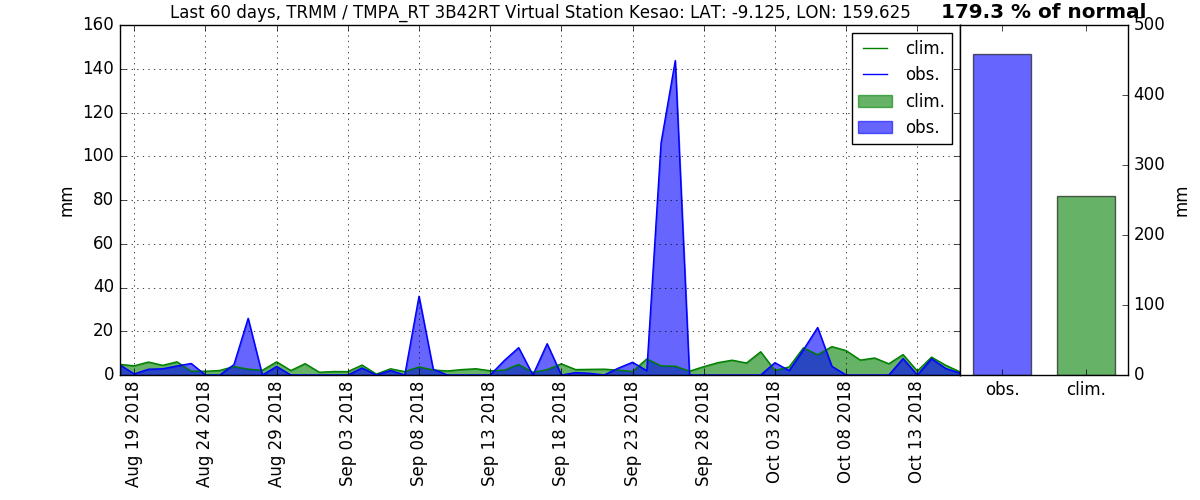 Last 60 days, TRMM / TMPA_RT 3B42RT Virtual Station Kesao: LAT: -9.125, LON: 159.625
179.3 % of normal
160
140
120
100
80
60
40
20
0
mm
clim.
obs.
clim.
obs.
500
400
300
200
100
0
mm
obs.
clim.
Aug 19 2018
Aug 24 2018
Aug 29 2018
Sep 03 2018
Sep 08 2018
Sep 13 2018
Sep 18 2018
Sep 23 2018
Sep 28 2018
Oct 03 2018
Oct 08 2018
Oct 13 2018